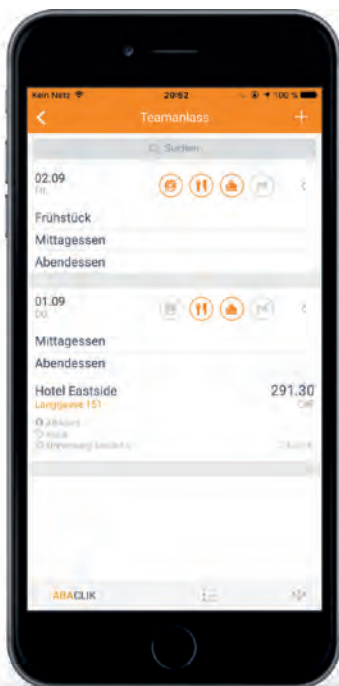 Kein Netz 20:52 100 %
Teamanlass
Suchen
02.09
Fr.
Frühstück
Mittagessen
Abendessen
01.09
DO.
Mittagessen
Abendessen
Hotel Eastside 291.30
Langgasse 151 CHF
ABACLIK